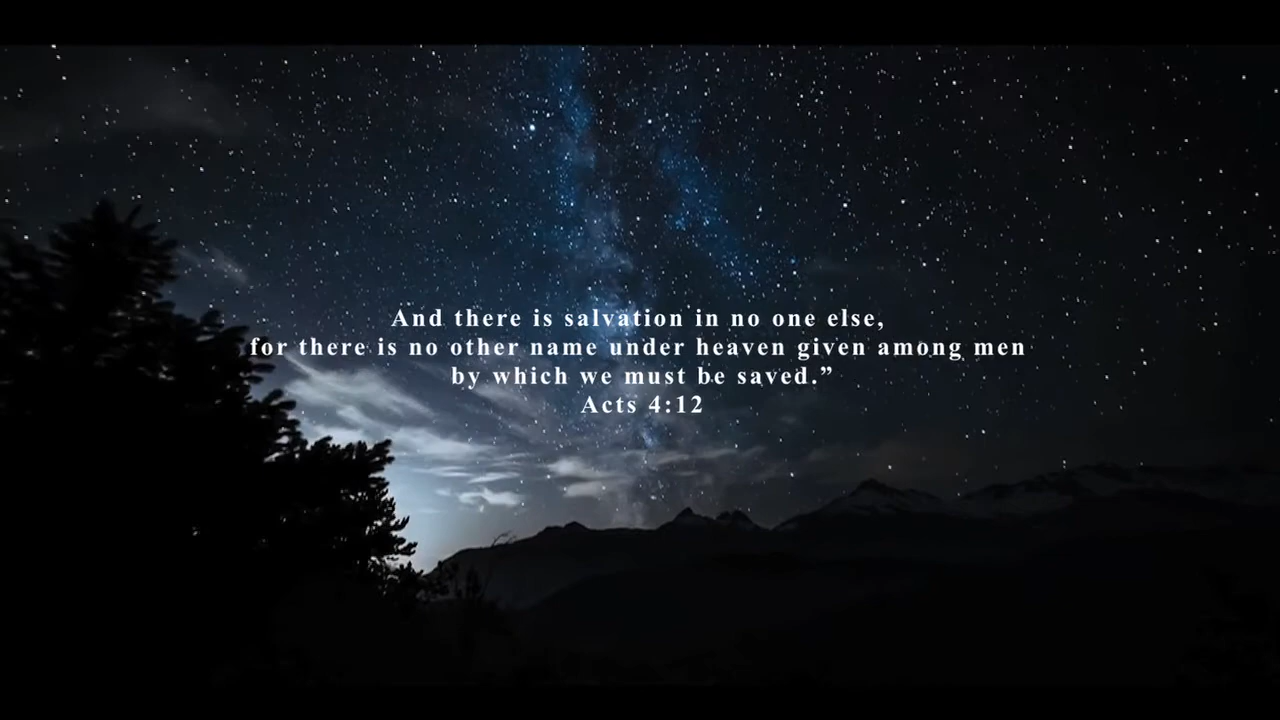 And there is salvation in no one else,
for there is no other name under heaven given among men
by which we must be saved.”
Acts 4:12